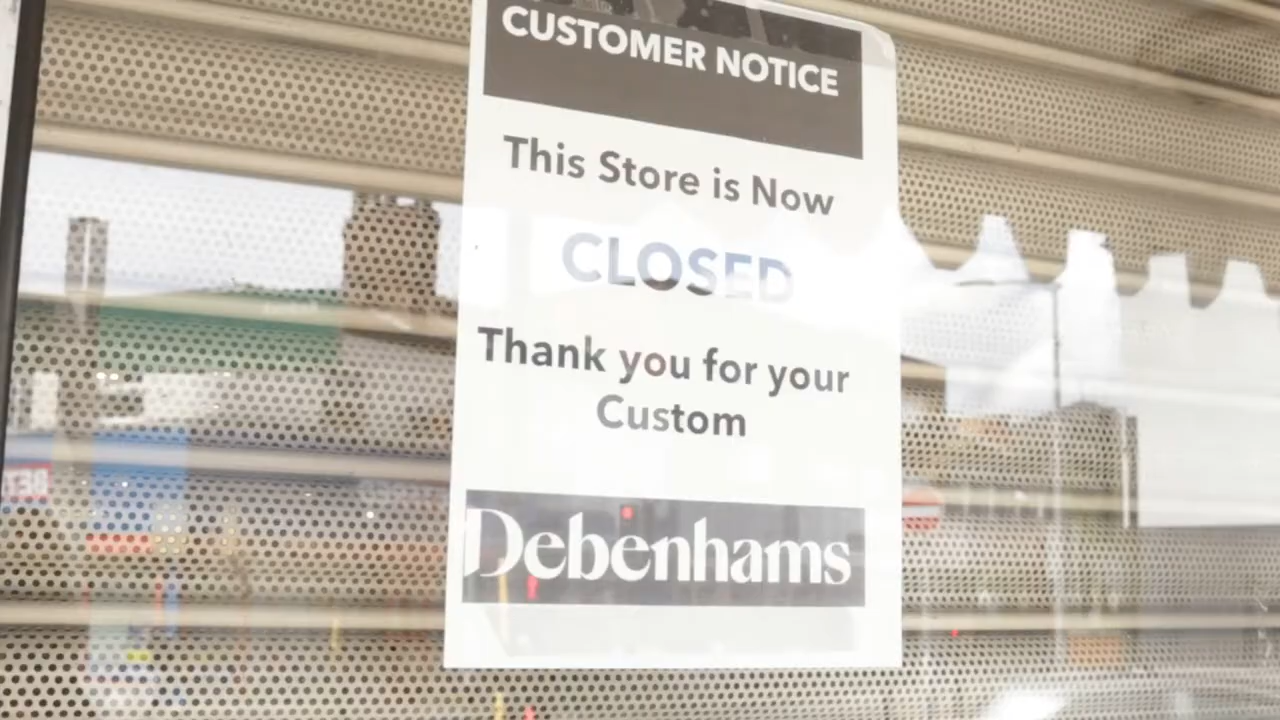 CUSTOMER NOTICE
This Store is Now
CLOSED
Thank you for your
Custom
Debenhams